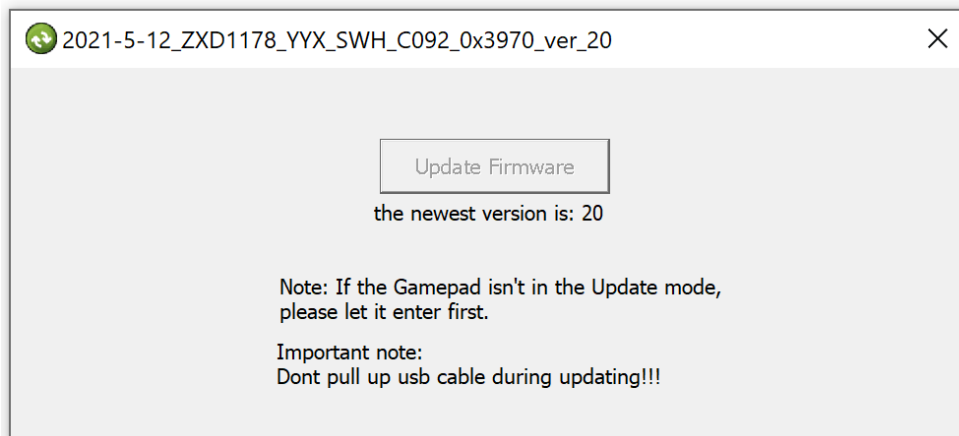 2021-5-12_ZXD1178_YYX_SWH_C092_0x3970_ver_20
Update Firmware
the newest version is: 20
Note: If the Gamepad isn't in the Update mode,
please let it enter first.
Important note:
Dont pull up usb cable during updating!!!